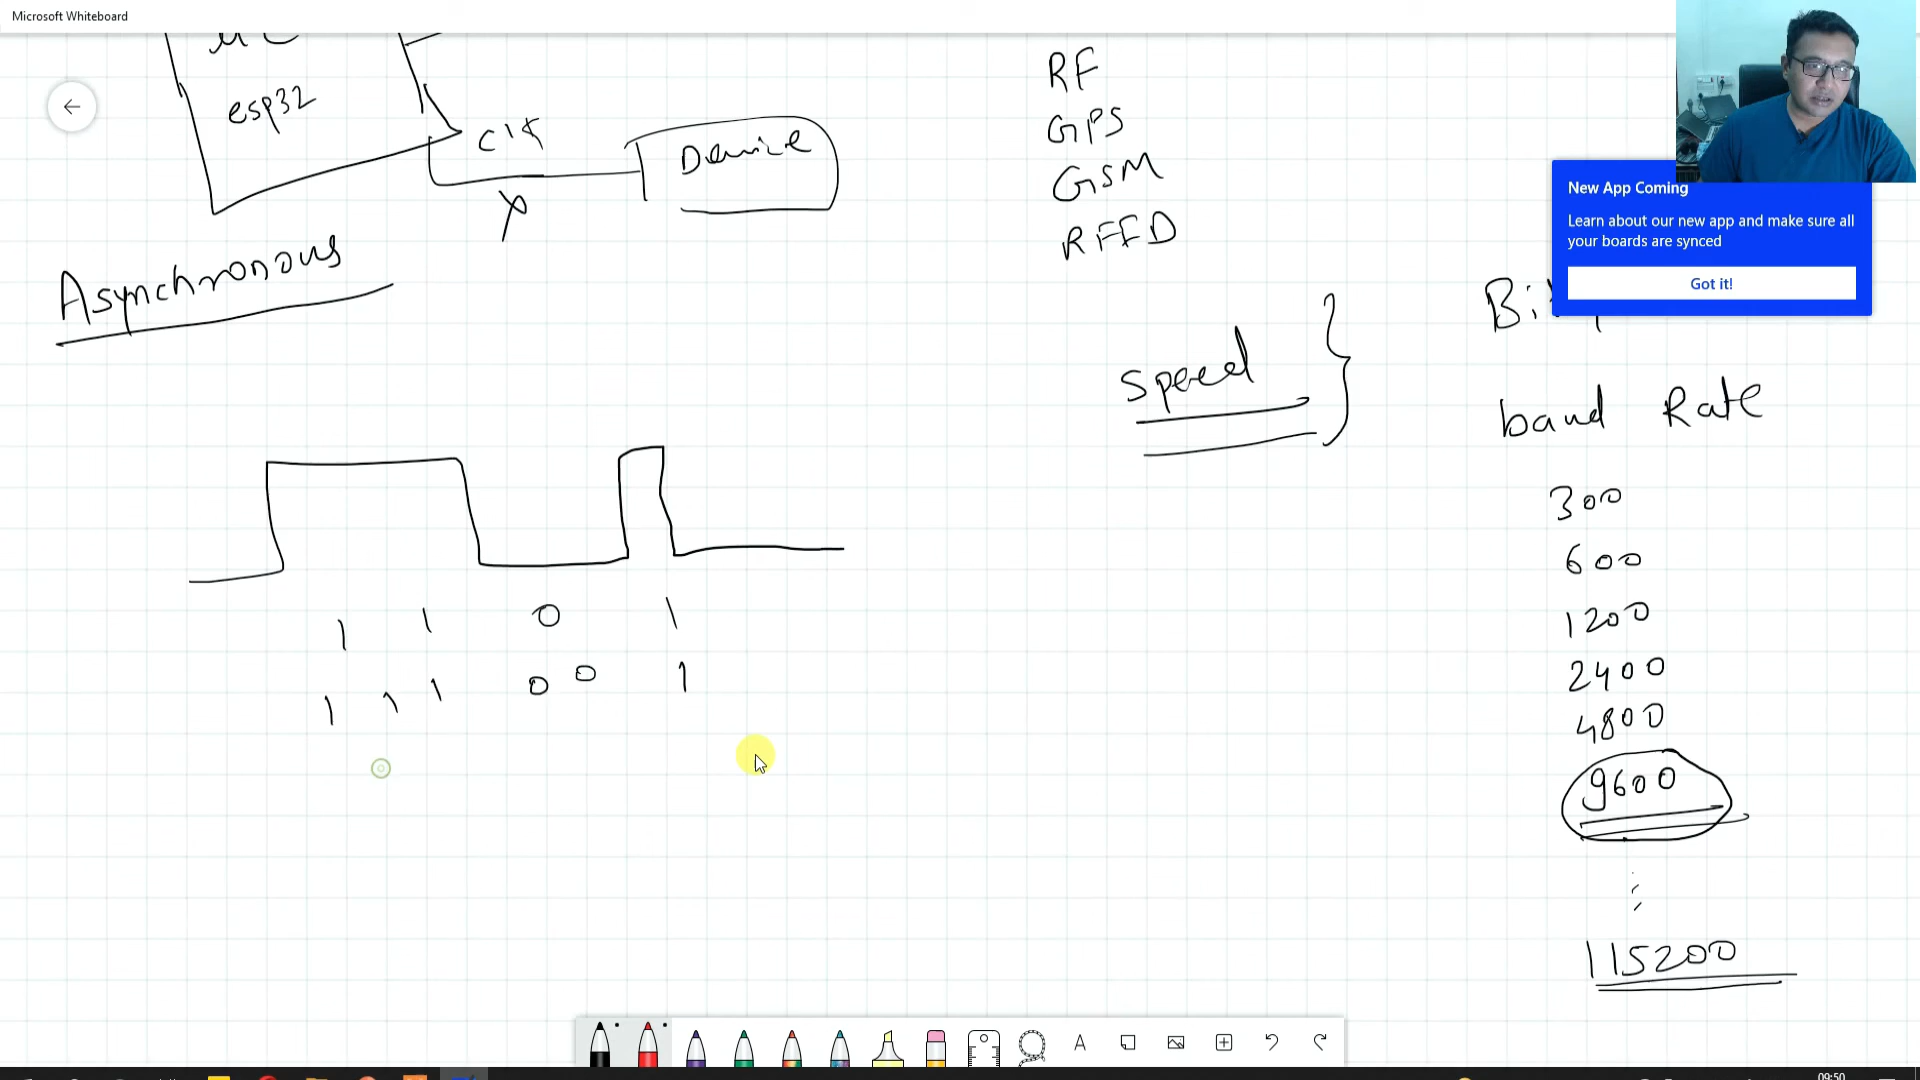 Microsoft Whiteboard
esp32
clk
Device
Asynchronous
RF
GPS
GSM
RFID
New App Coming
Learn about our new app and make sure all
your boards are synced
Got it!
Speed
baud Rate
300
600
1200
2400
4800
9600
115200
1 1 0 1
1 1 1 0 0 1
A
09:50